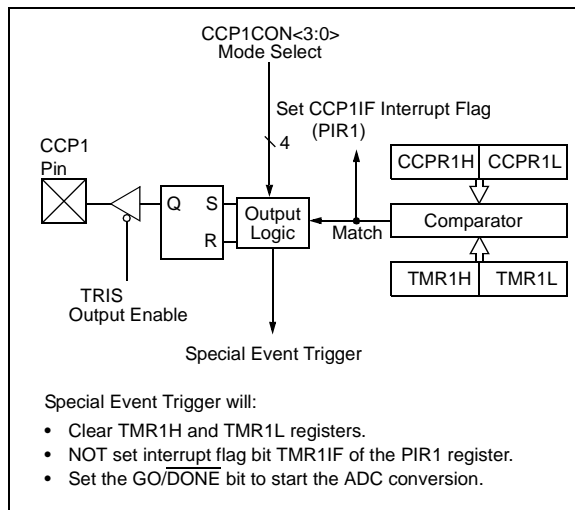 CCP1CON<3:0>
Mode Select
Set CCP1IF Interrupt Flag
(PIR1)
4
CCP1
Pin
CCPR1H CCPR1L
Q S
R
Output
Logic
Match
Comparator
TMR1H TMR1L
TRIS
Output Enable
Special Event Trigger
Special Event Trigger will:
• Clear TMR1H and TMR1L registers.
• NOT set interrupt flag bit TMR1IF of the PIR1 register.
• Set the GO/DONE bit to start the ADC conversion.